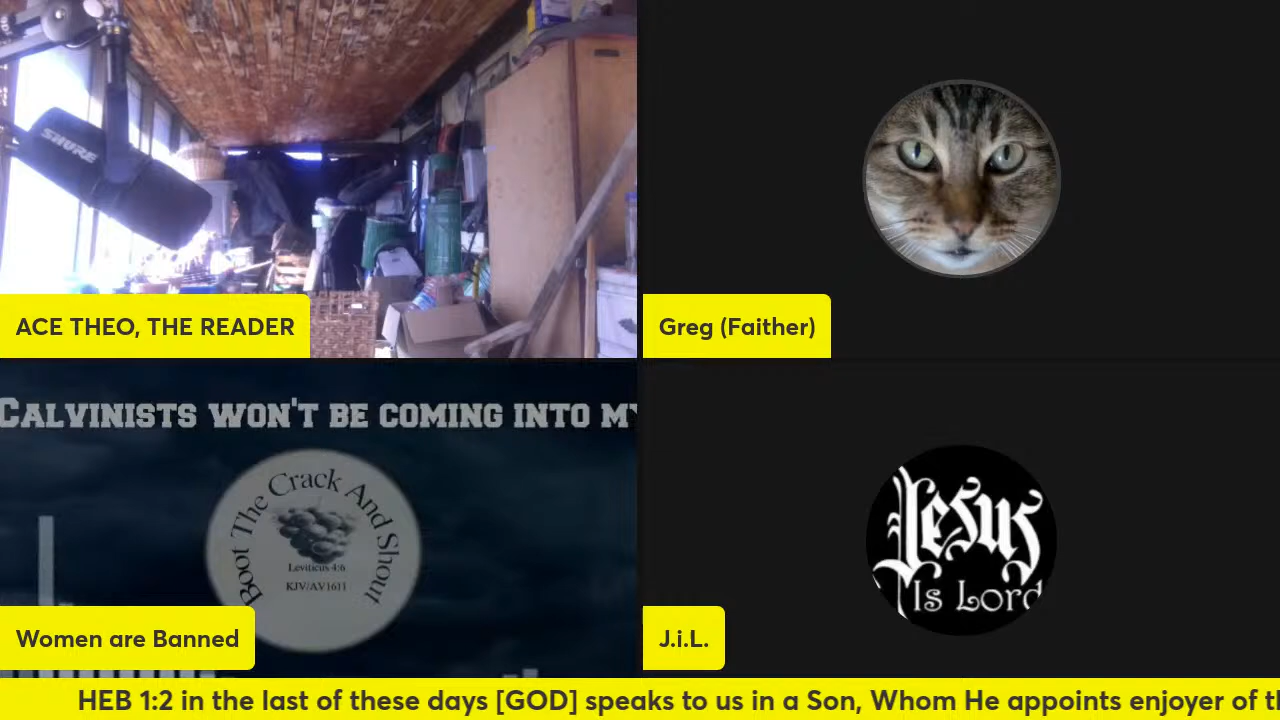 SHURE
ACE THEO, THE READER
Greg (Faither)
CALVINISTS WON'T BE COMING INTO MY
Boot The Crack And Shout
Leviticus 4:6
KJV/AV1611
Women are Banned
Jesus
Is Lord
J.i.L.
HEB 1:2 in the last of these days [GOD] speaks to us in a Son, Whom He appoints enjoyer of th